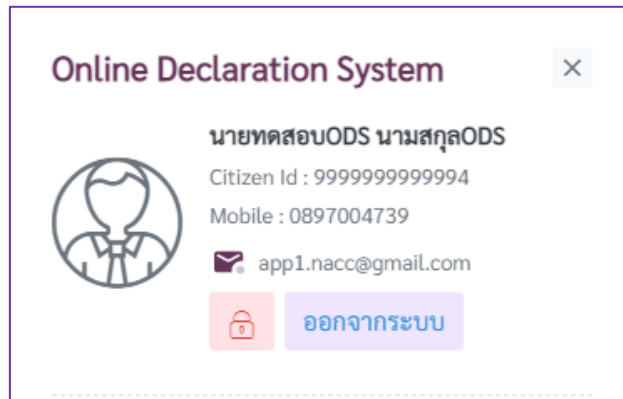 Online Declaration System
นายทดสอบODS นามสกุลODS
Citizen Id : 9999999999994
Mobile : 0897004739
app1.nacc@gmail.com
ออกจากระบบ